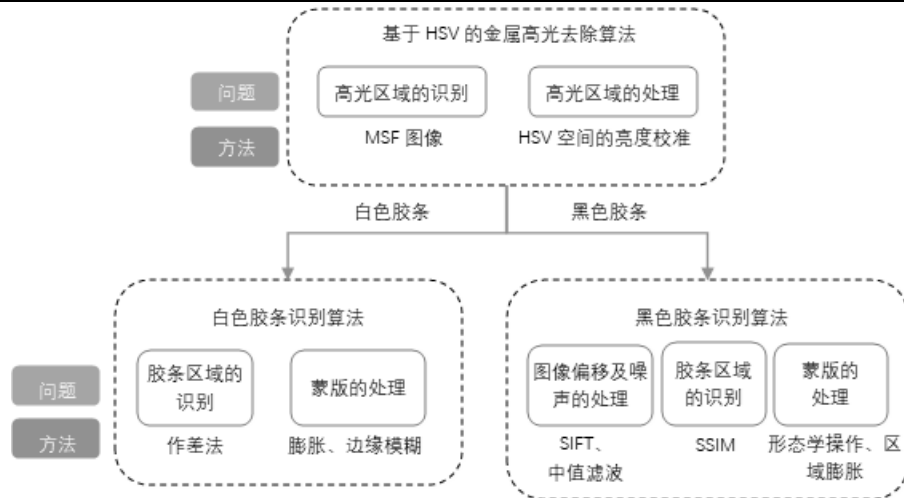 基于 HSV 的金属高光去除算法
问题
高光区域的识别
高光区域的处理
方法
MSF 图像
HSV 空间的亮度校准
白色胶条
黑色胶条
白色胶条识别算法
问题
胶条区域的
识别
蒙版的处理
方法
作差法
膨胀、边缘模糊
黑色胶条识别算法
图像偏移及噪
声的处理
胶条区域
的识别
蒙版的
处理
SIFT、
中值滤波
SSIM
形态学操作、区
域膨胀